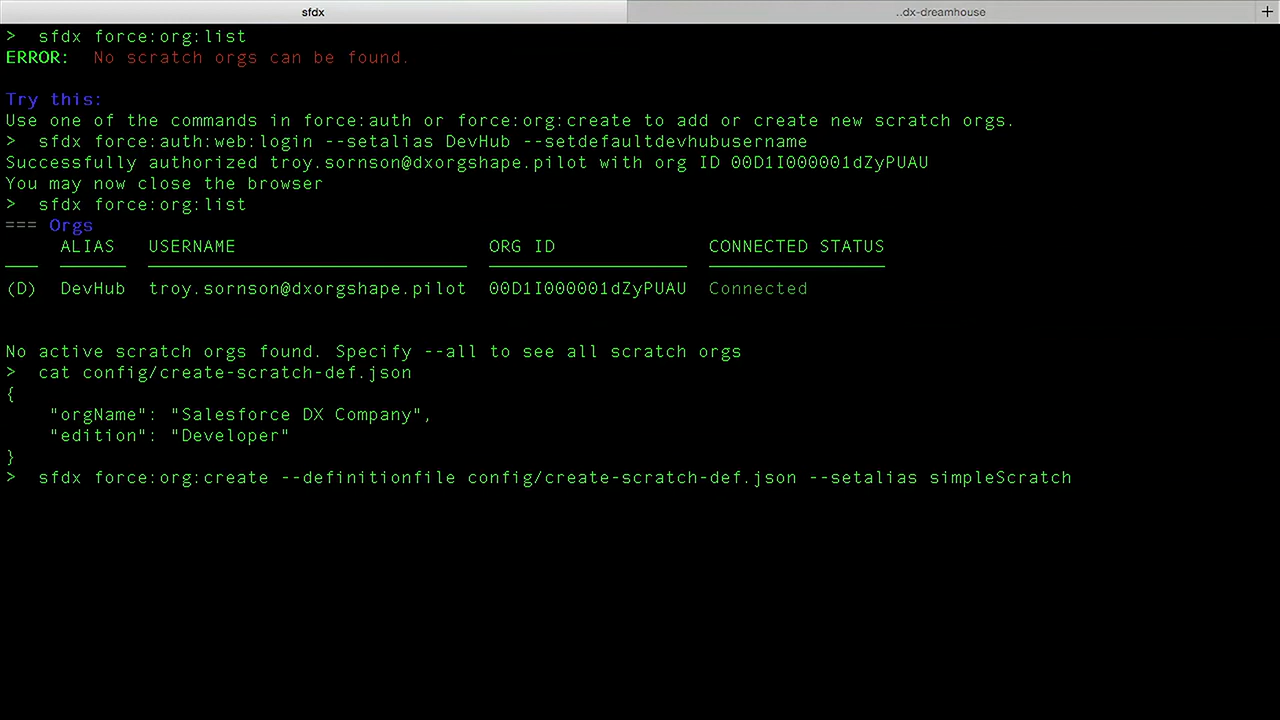 sfdx ..dx-dreamhouse +
> sfdx force:org:list
ERROR: No scratch orgs can be found.
Try this:
Use one of the commands in force:auth or force:org:create to add or create new scratch orgs.
> sfdx force:auth:web:login --setalias DevHub --setdefaultdevhubusername
Successfully authorized troy.sornson@dxorgshape.pilot with org ID 00D1I000001dZyPUAU
You may now close the browser
> sfdx force:org:list
=== Orgs
ALIAS USERNAME ORG ID CONNECTED STATUS
(D) DevHub troy.sornson@dxorgshape.pilot 00D1I000001dZyPUAU Connected
No active scratch orgs found. Specify --all to see all scratch orgs
> cat config/create-scratch-def.json
{
"orgName": "Salesforce DX Company",
"edition": "Developer"
}
> sfdx force:org:create --definitionfile config/create-scratch-def.json --setalias simpleScratch